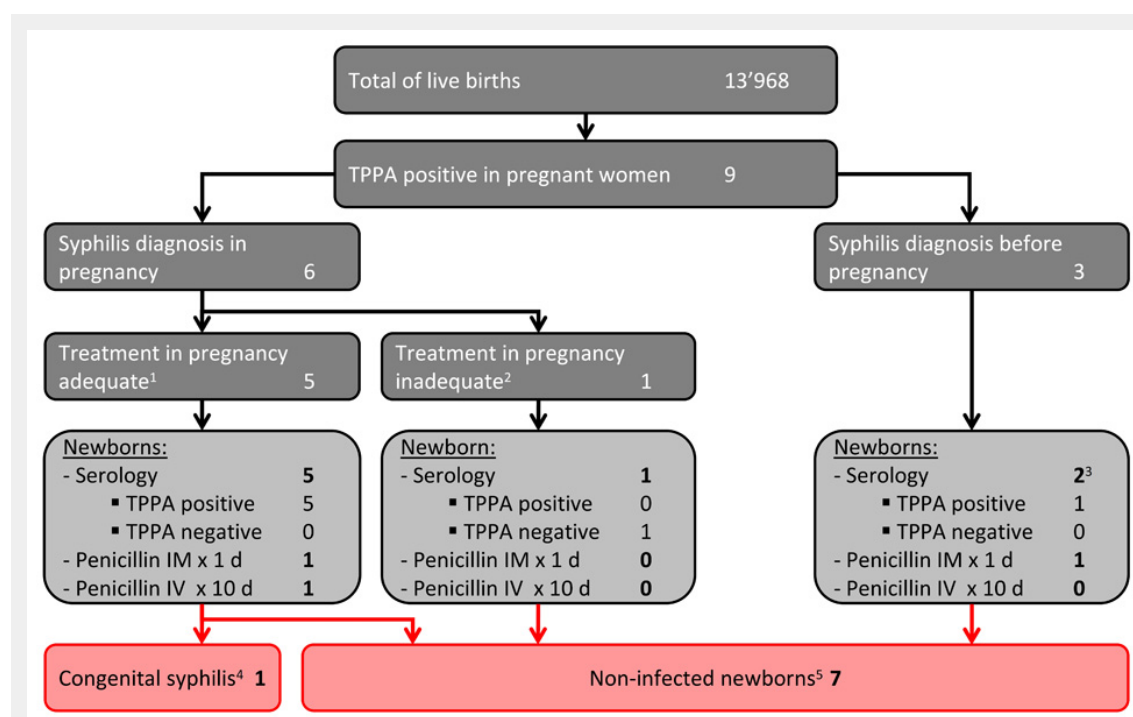 Total of live births 13’968
TPPA positive in pregnant women 9
Syphilis diagnosis in
pregnancy 6
Syphilis diagnosis before
pregnancy 3
Treatment in pregnancy
adequate1 5
Treatment in pregnancy
inadequate2 1
Newborns:
- Serology 5
▪ TPPA positive 5
▪ TPPA negative 0
- Penicillin IM x 1 d 1
- Penicillin IV x 10 d 1
Newborn:
- Serology 1
▪ TPPA positive 0
▪ TPPA negative 1
- Penicillin IM x 1 d 0
- Penicillin IV x 10 d 0
Newborns:
- Serology 23
▪ TPPA positive 1
▪ TPPA negative 1
- Penicillin IM x 1 d 1
- Penicillin IV x 10 d 0
Congenital syphilis4 1
Non-infected newborns5 7